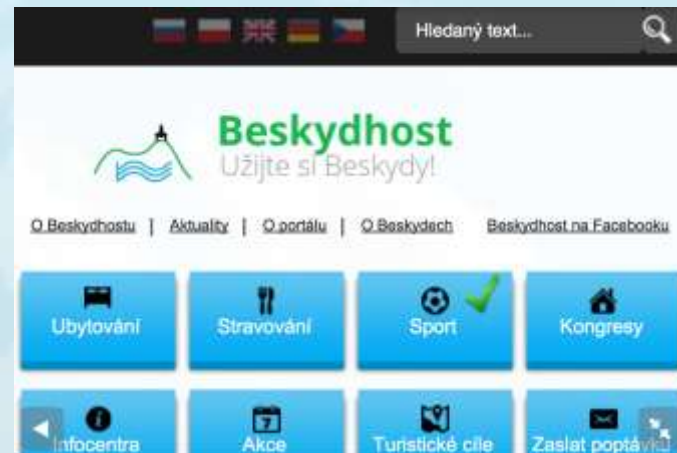 Hledaný text...
Beskydhost
Užijte si Beskydy!
O Beskydhostu | Aktuality | O portálu | O Beskydech Beskydhost na Facebooku
Ubytování Stravování Sport Kongresy
7
Infocentra Akce Turistické cíle Zaslat poptávku